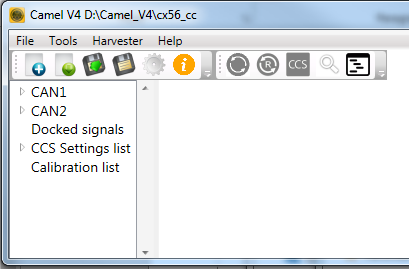 Camel V4 D:\Camel_V4\cx56_cc
File Tools Harvester Help
R CCS
CAN1
CAN2
Docked signals
CCS Settings list
Calibration list